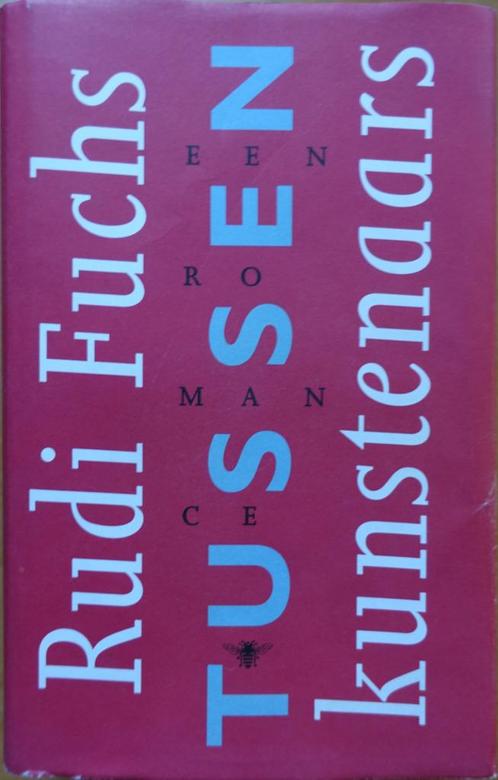 Rudi Fuchs
TUSSEN
kunstenaars
EEN
RO
MAN
CE